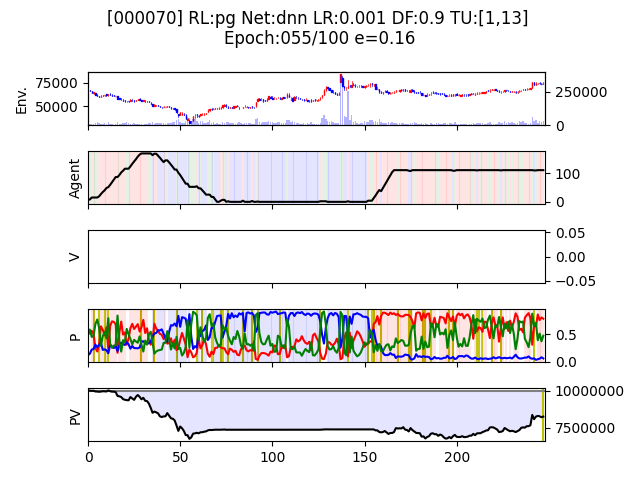 [000070] RL:pg Net:dnn LR:0.001 DF:0.9 TU:[1,13]
Epoch:055/100 e=0.16
Env.
75000
50000
250000
0
Agent
100
0
V
0.05
0.00
−0.05
P
0.5
0.0
PV
10000000
7500000
0 50 100 150 200